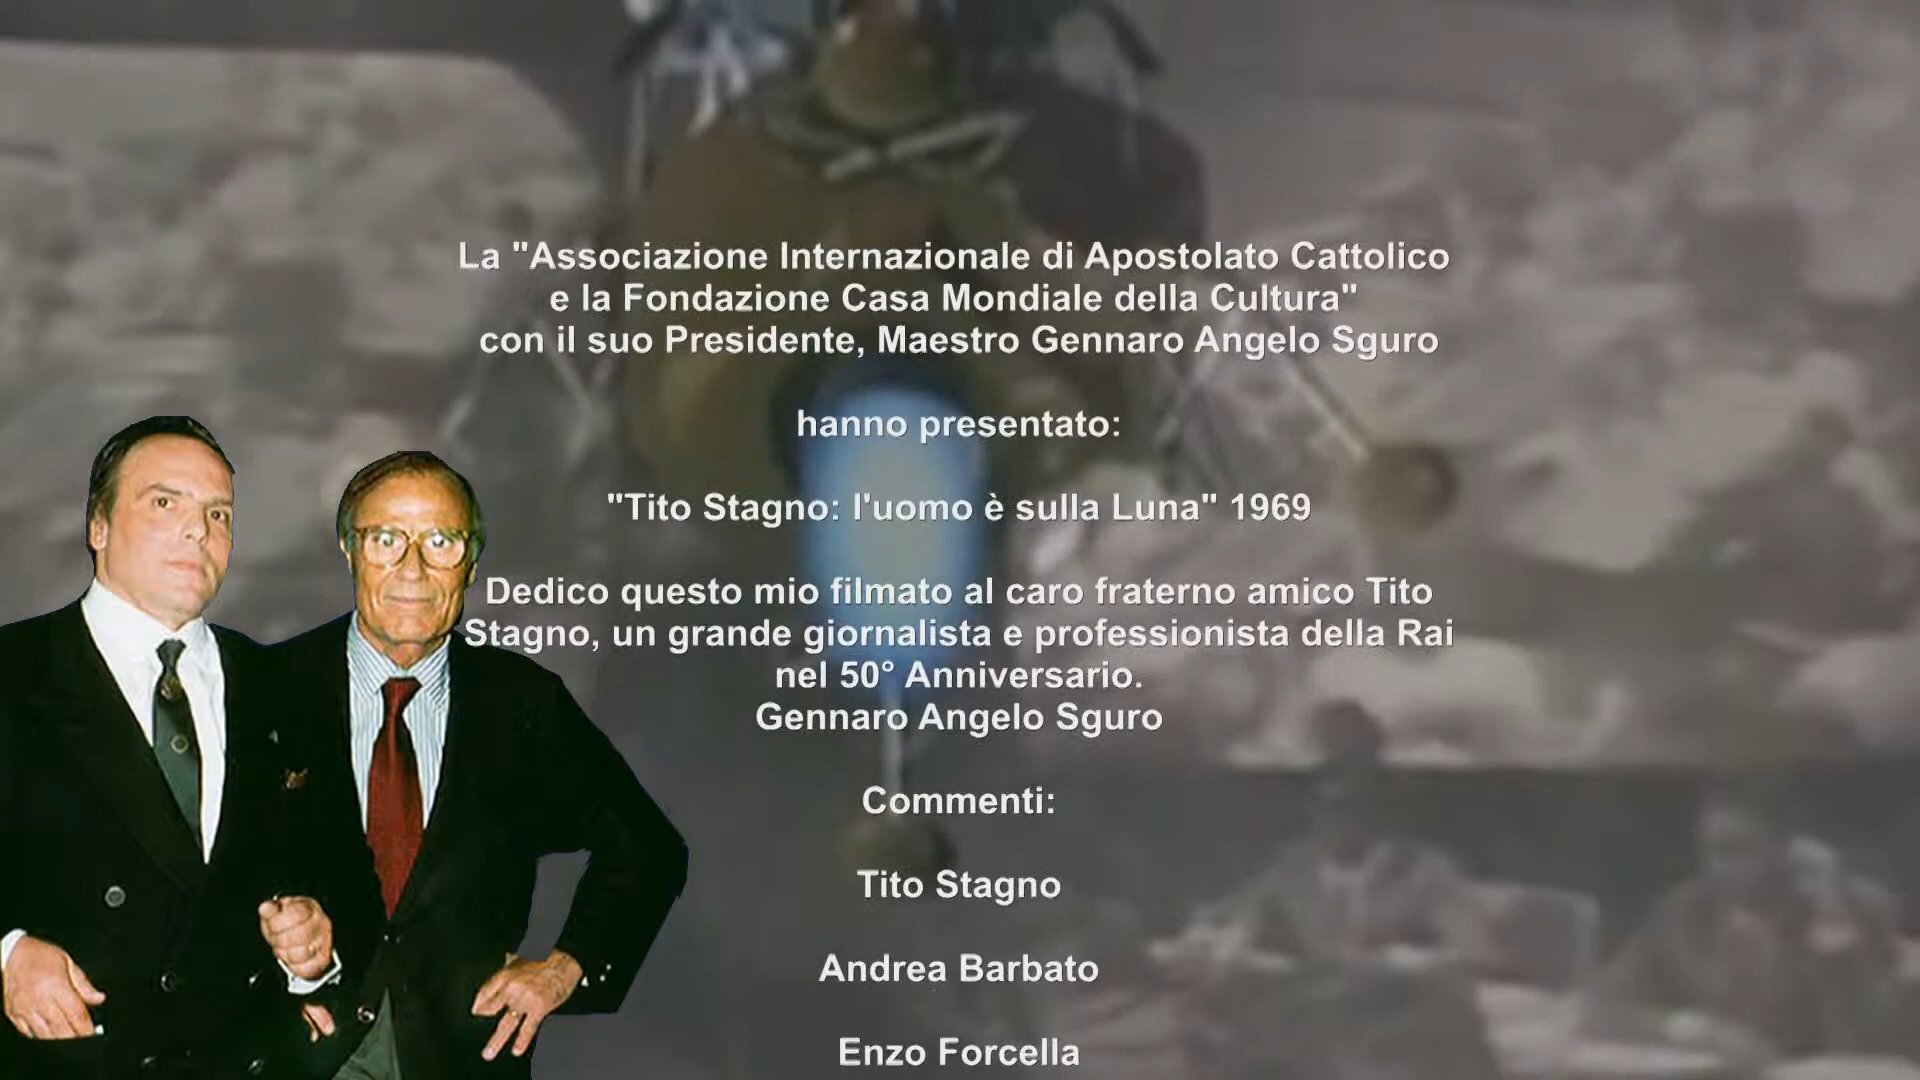 La "Associazione Internazionale di Apostolato Cattolico
e la Fondazione Casa Mondiale della Cultura"
con il suo Presidente, Maestro Gennaro Angelo Sguro
hanno presentato:
"Tito Stagno: l'uomo è sulla Luna" 1969
Dedico questo mio filmato al caro fraterno amico Tito
Stagno, un grande giornalista e professionista della Rai
nel 50° Anniversario.
Gennaro Angelo Sguro
Commenti:
Tito Stagno
Andrea Barbato
Enzo Forcella